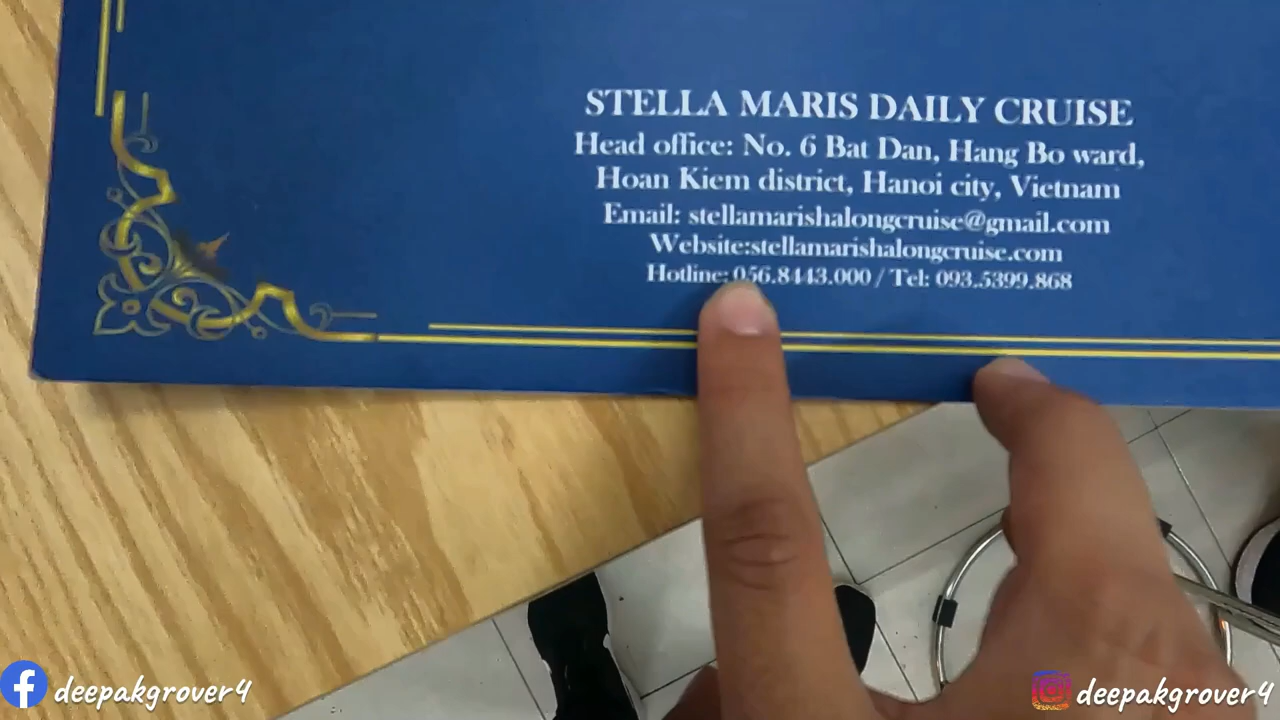 STELLA MARIS DAILY CRUISE
Head office: No. 6 Bat Dan, Hang Bo ward,
Hoan Kiem district, Hanoi city, Vietnam
Email: stellamarishalongcruise@gmail.com
Website:stellamarishalongcruise.com
Hotline: 056.8443.000 / Tel: 093.5399.868
deepakgrover4
deepakgrover4